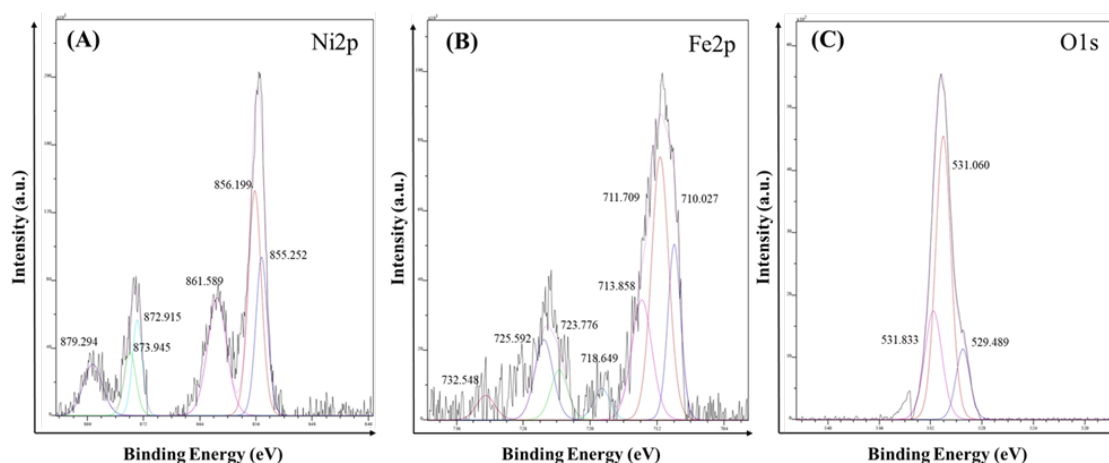 (A)
Ni2p
856.199
855.252
861.589
872.915
873.945
879.294
Intensity (a.u.)
Binding Energy (eV)
(B)
Fe2p
711.709
710.027
713.858
725.592
723.776
718.649
732.548
Intensity (a.u.)
Binding Energy (eV)
(C)
O1s
531.060
531.833
529.489
Intensity (a.u.)
Binding Energy (eV)